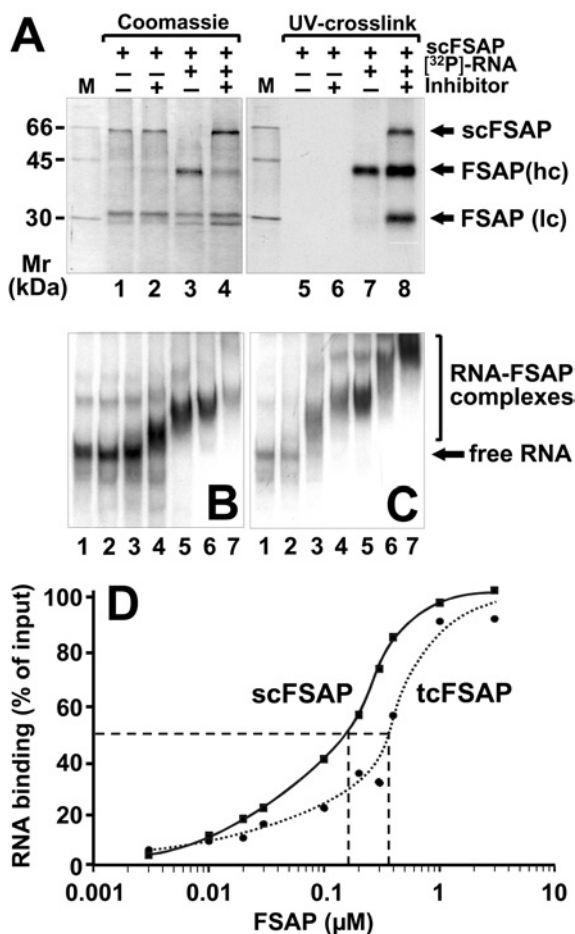 A
Coomassie UV-crosslink
+ + + + + + + + scFSAP
– – + + – – + + [32P]-RNA
M – + – + M – + – + Inhibitor
66 scFSAP
45 FSAP(hc)
30 FSAP (lc)
Mr
(kDa) 1 2 3 4 5 6 7 8
RNA-FSAP
complexes
free RNA
B C
1 2 3 4 5 6 7 1 2 3 4 5 6 7
D
RNA binding (% of input)
100
80
60
40
20
0
scFSAP tcFSAP
0.001 0.01 0.1 1 10
FSAP (µM)